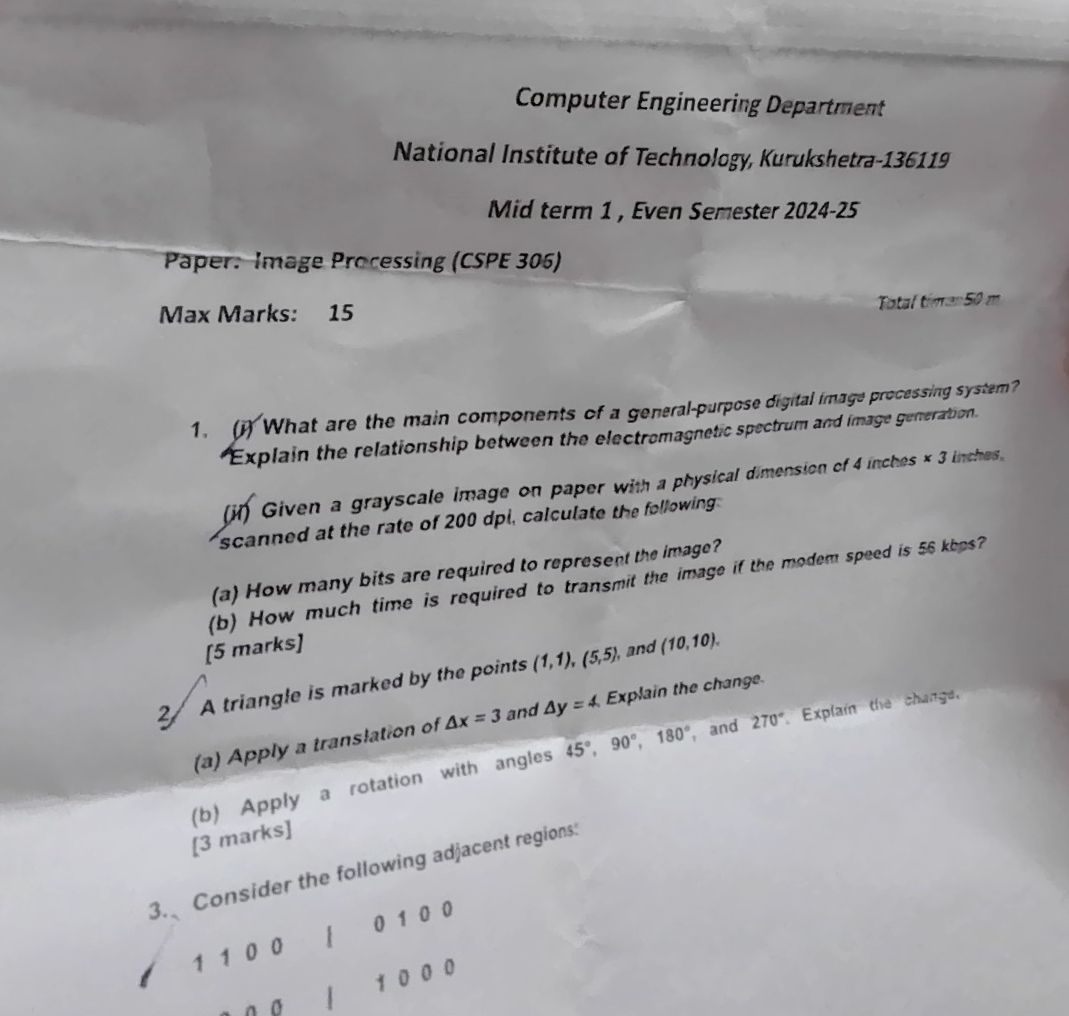 Computer Engineering Department
National Institute of Technology, Kurukshetra-136119
Mid term 1 , Even Semester 2024-25
Paper: Image Processing (CSPE 306)
Total time: 50 m
Max Marks: 15
1. (i) What are the main components of a general-purpose digital image processing system?
Explain the relationship between the electromagnetic spectrum and image generation.
(ii) Given a grayscale image on paper with a physical dimension of 4 inches × 3 inches,
scanned at the rate of 200 dpi, calculate the following:
(a) How many bits are required to represent the image?
(b) How much time is required to transmit the image if the modem speed is 56 kbps?
[5 marks]
2. A triangle is marked by the points (1,1), (5,5), and (10,10).
(a) Apply a translation of Δx = 3 and Δy = 4. Explain the change.
(b) Apply a rotation with angles 45°, 90°, 180°, and 270°. Explain the change.
[3 marks]
3. Consider the following adjacent regions:
1 1 0 0 | 0 1 0 0
0 0 | 1 0 0 0